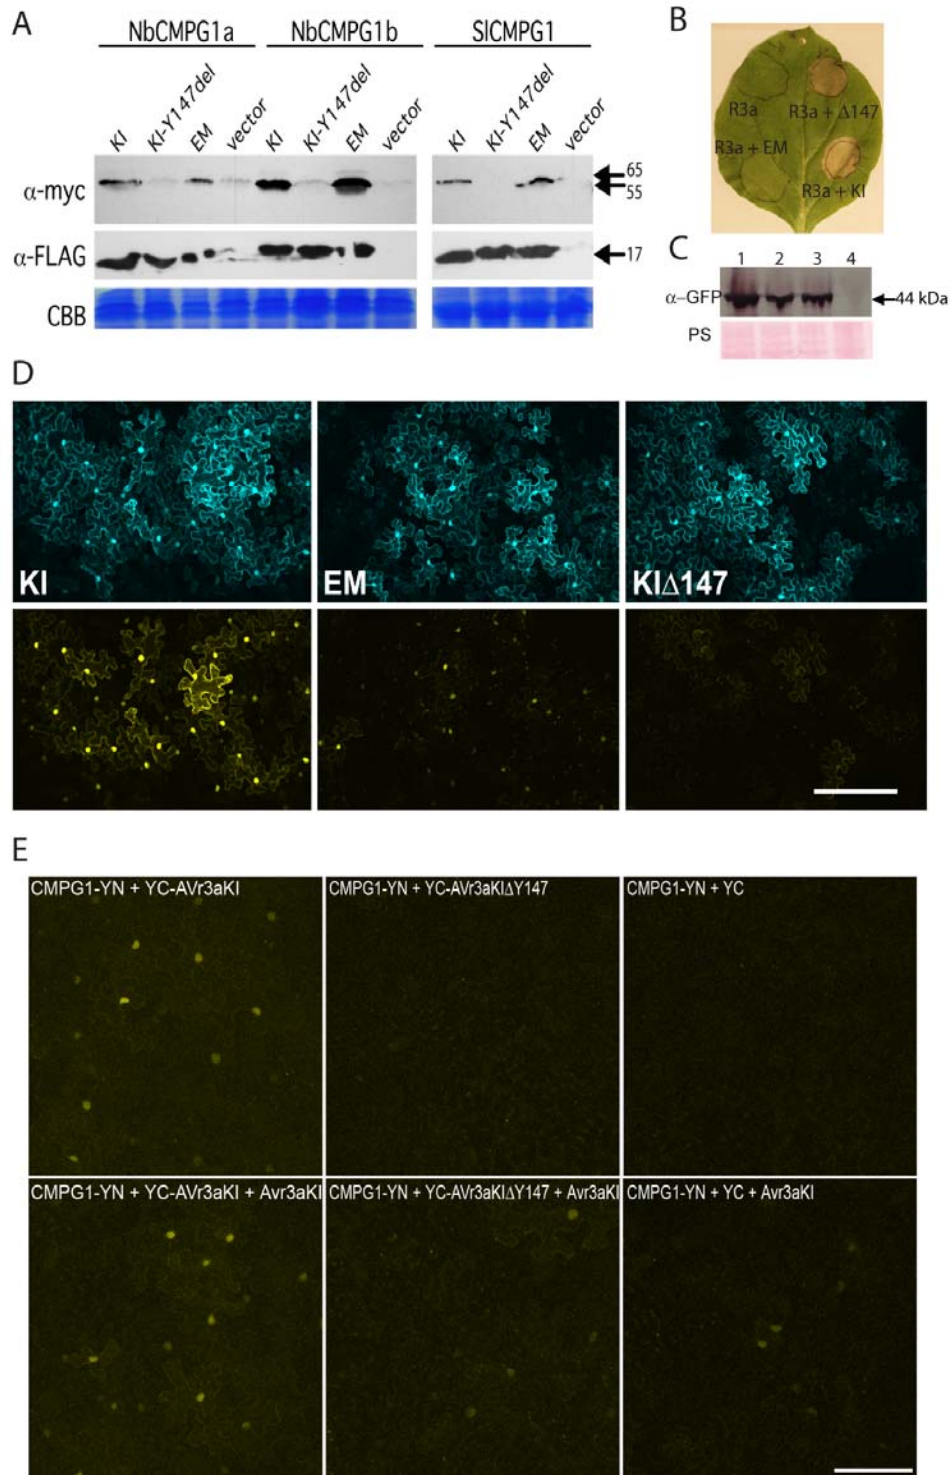 A
NbCMPG1a NbCMPG1b SlCMPG1
KI KI-Y147del EM vector KI KI-Y147del EM vector KI KI-Y147del EM vector
α-myc
65
55
α-FLAG
17
CBB
B
R3a R3a + Δ147
R3a + EM
R3a + KI
C
1 2 3 4
α-GFP
44 kDa
PS
D
KI EM KIΔ147
E
CMPG1-YN + YC-AVr3aKI CMPG1-YN + YC-AVr3aKIΔY147 CMPG1-YN + YC
CMPG1-YN + YC-AVr3aKI + Avr3aKI CMPG1-YN + YC-AVr3aKIΔY147 + Avr3aKI CMPG1-YN + YC + Avr3aKI